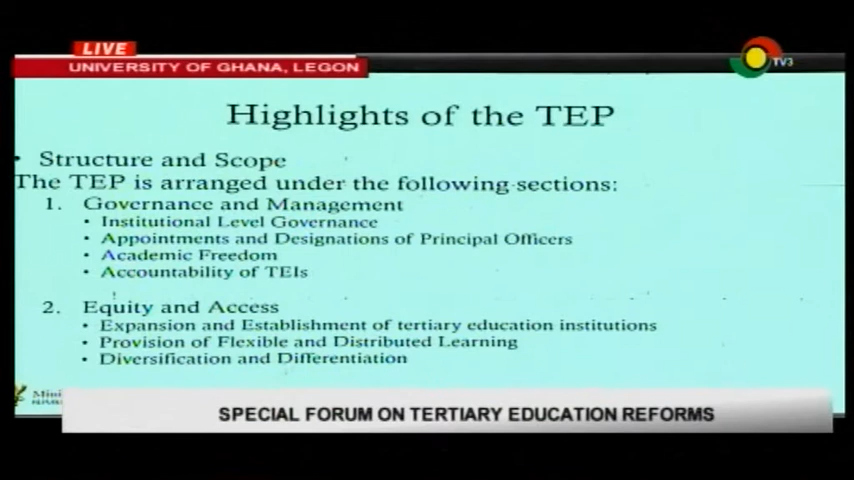 LIVE
UNIVERSITY OF GHANA, LEGON
TV3
Highlights of the TEP
• Structure and Scope
The TEP is arranged under the following sections:
1. Governance and Management
• Institutional Level Governance
• Appointments and Designations of Principal Officers
• Academic Freedom
• Accountability of TEIs
2. Equity and Access
• Expansion and Establishment of tertiary education institutions
• Provision of Flexible and Distributed Learning
• Diversification and Differentiation
SPECIAL FORUM ON TERTIARY EDUCATION REFORMS